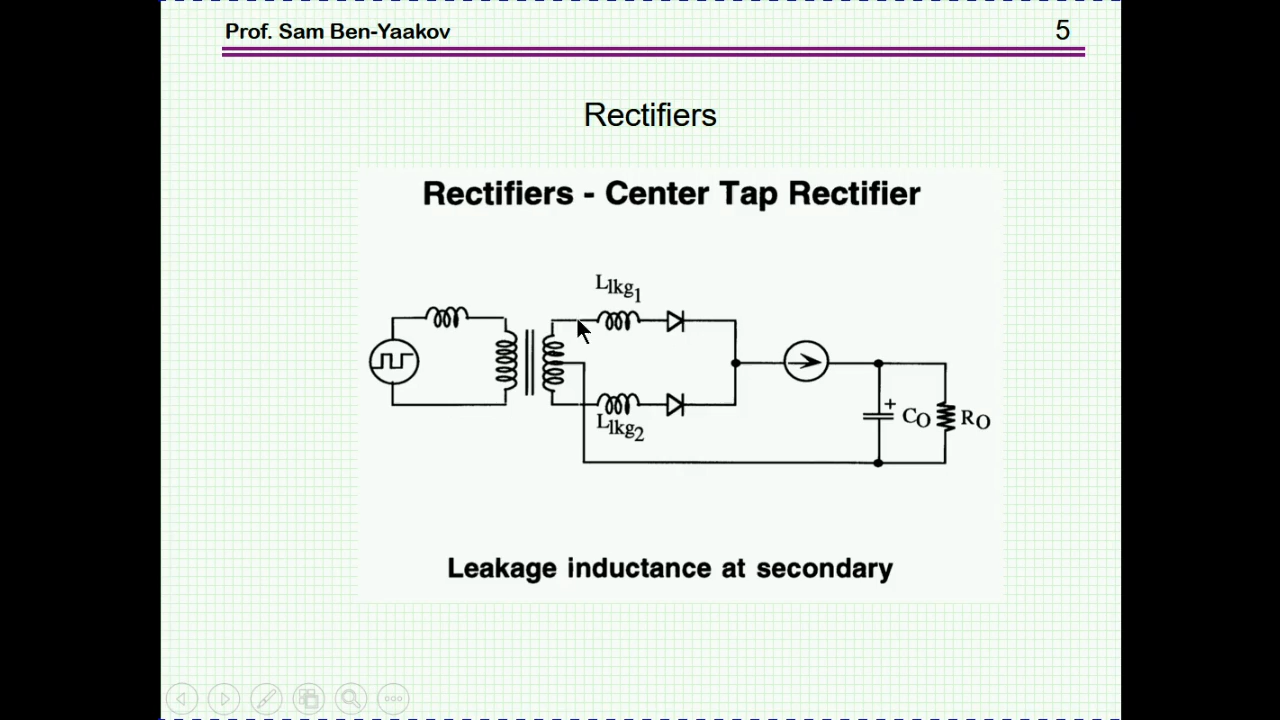 Prof. Sam Ben-Yaakov
5
Rectifiers
Rectifiers - Center Tap Rectifier
Llkg1
Llkg2
+
CO
RO
Leakage inductance at secondary